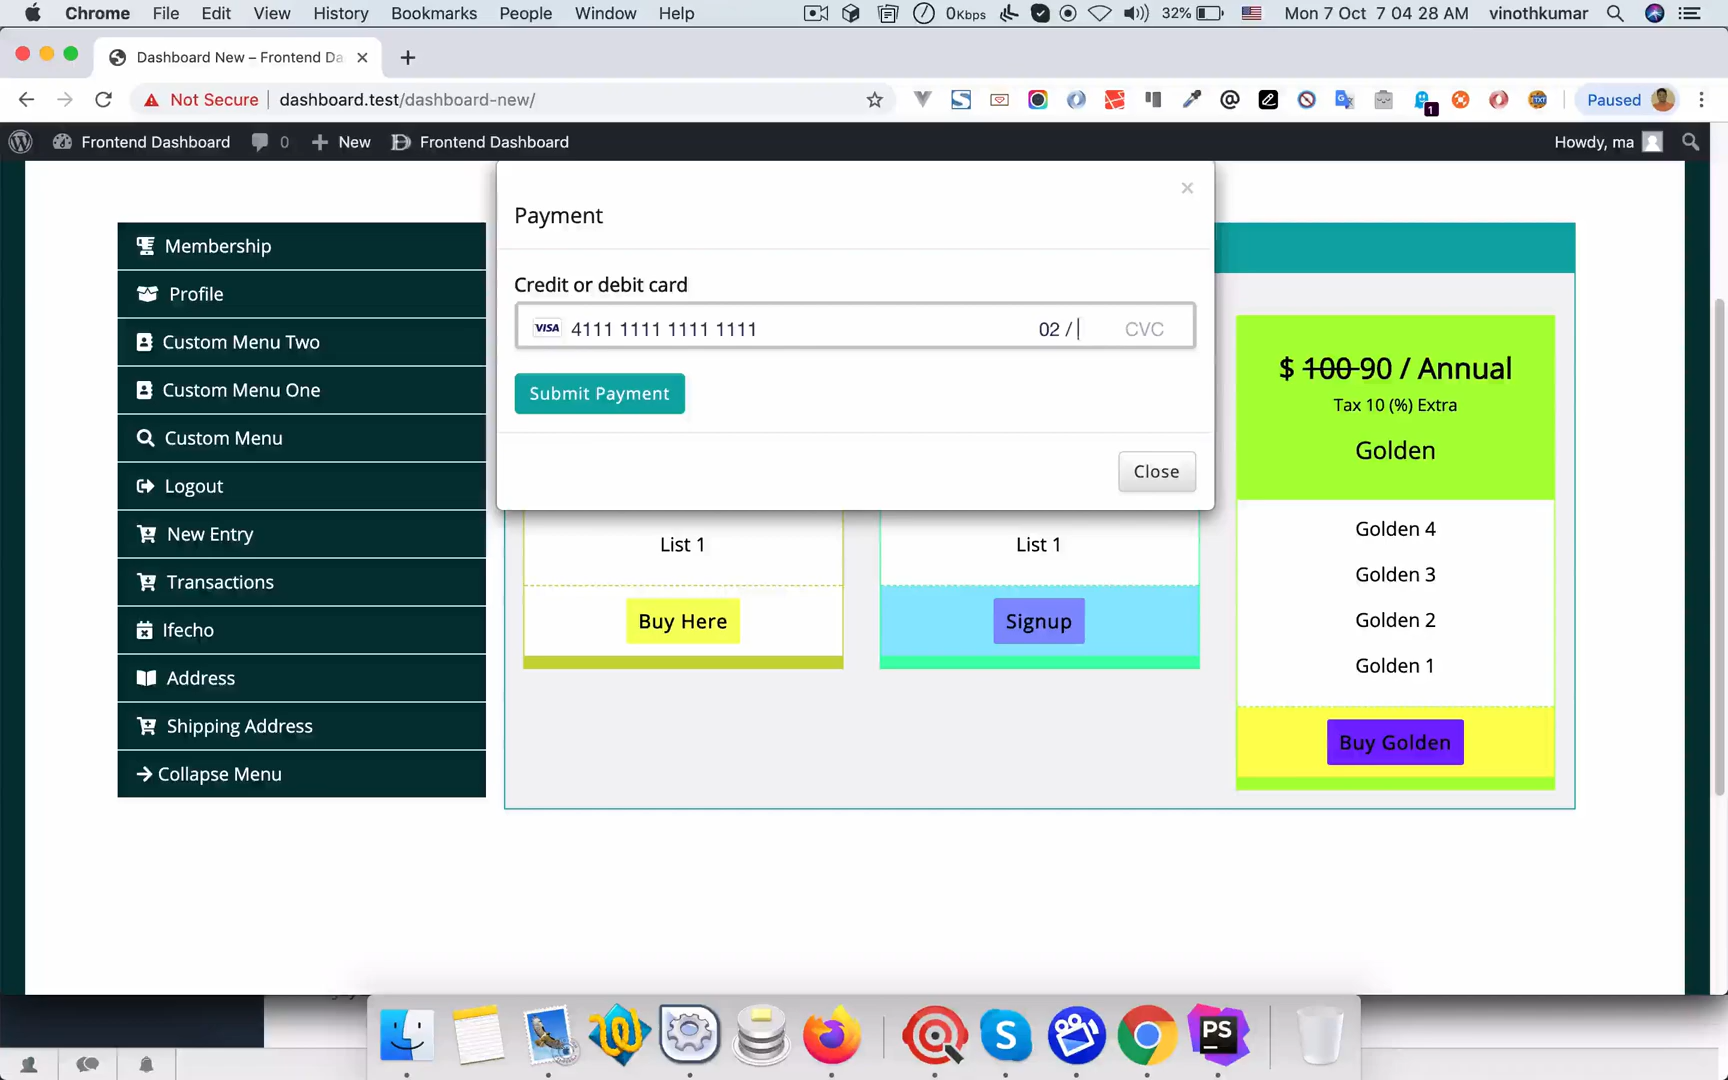 Chrome File Edit View History Bookmarks People Window Help 0Kbps 32% Mon 7 Oct 7 04 28 AM vinothkumar
Dashboard New – Frontend Da
Not Secure dashboard.test/dashboard-new/ 1 Paused
Frontend Dashboard 0 New Frontend Dashboard Howdy, ma
Membership
Profile
Custom Menu Two
Custom Menu One
Custom Menu
Logout
New Entry
Transactions
Ifecho
Address
Shipping Address
Collapse Menu
×
Payment
Credit or debit card
VISA 4111 1111 1111 1111 02 / CVC
Submit Payment
Close
List 1
Buy Here
List 1
Signup
$ 100 90 / Annual
Tax 10 (%) Extra
Golden
Golden 4
Golden 3
Golden 2
Golden 1
Buy Golden
PS